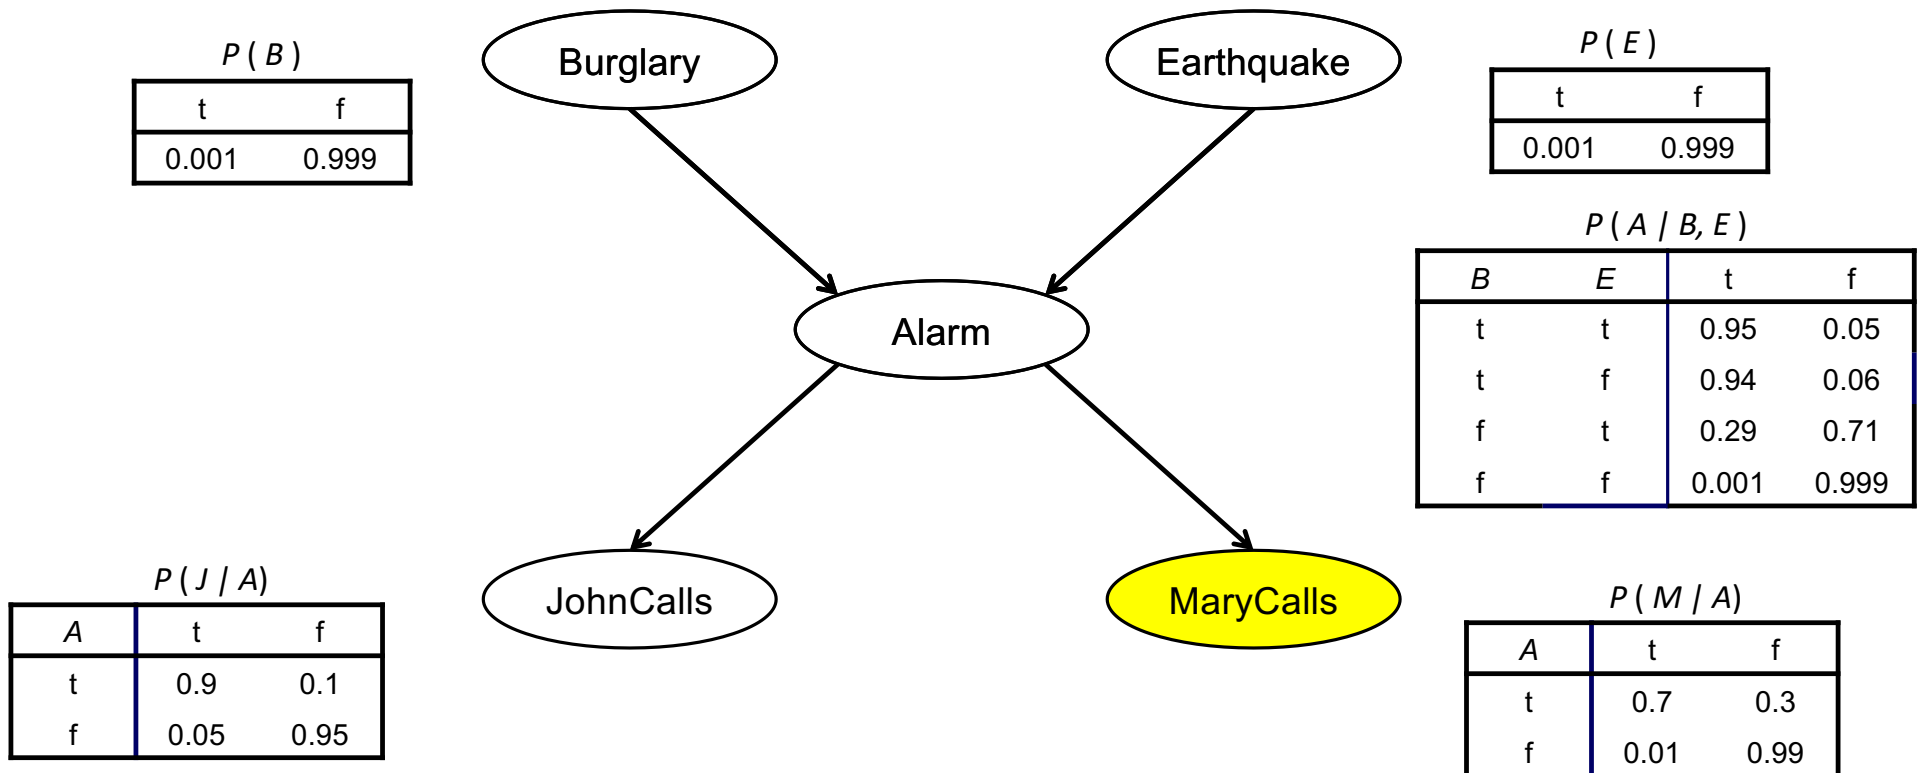 P ( B )
t f
0.001 0.999
Burglary
Earthquake
P ( E )
t f
0.001 0.999
P ( A | B, E )
B E t f
t t 0.95 0.05
t f 0.94 0.06
f t 0.29 0.71
f f 0.001 0.999
Alarm
P ( J | A)
A t f
t 0.9 0.1
f 0.05 0.95
JohnCalls
MaryCalls
P ( M | A)
A t f
t 0.7 0.3
f 0.01 0.99